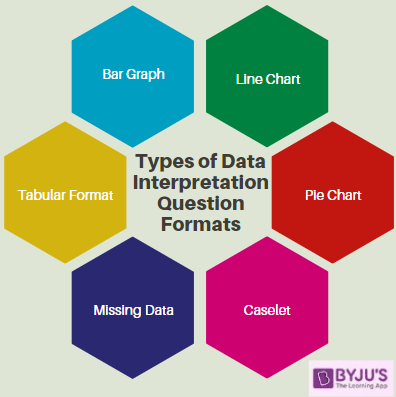 Bar Graph
Line Chart
Types of Data
Interpretation
Question
Formats
Tabular Format
Pie Chart
Missing Data
Caselet
BYJU'S
The Learning App